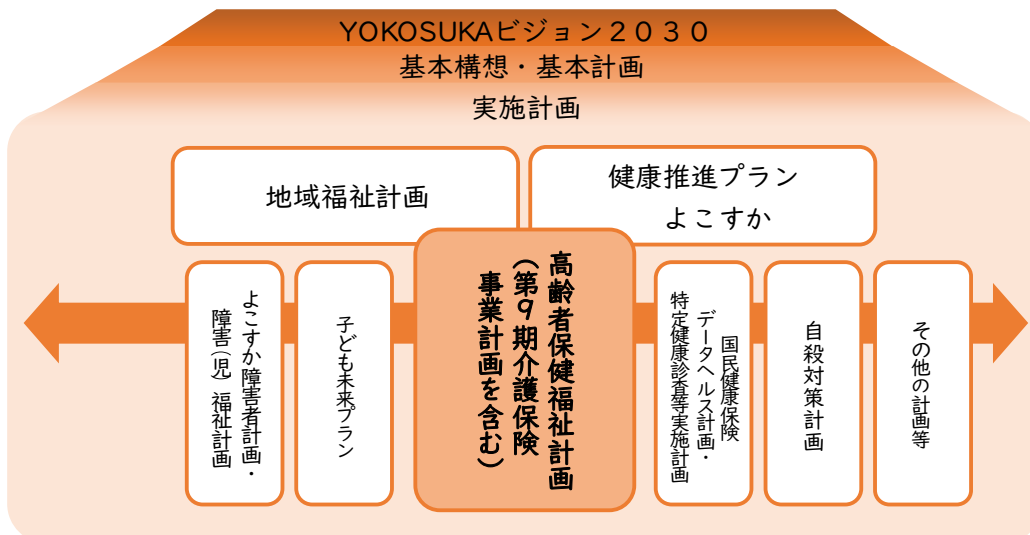 YOKOSUKAビジョン２０３０
基本構想・基本計画
実施計画
地域福祉計画
健康推進プラン
よこすか
よこすか障害者計画・
障害（児）福祉計画
子ども未来プラン
高齢者保健福祉計画
（第９期介護保険
事業計画を含む）
国民健康保険
データヘルス計画・
特定健康診査等実施計画
自殺対策計画
その他の計画等